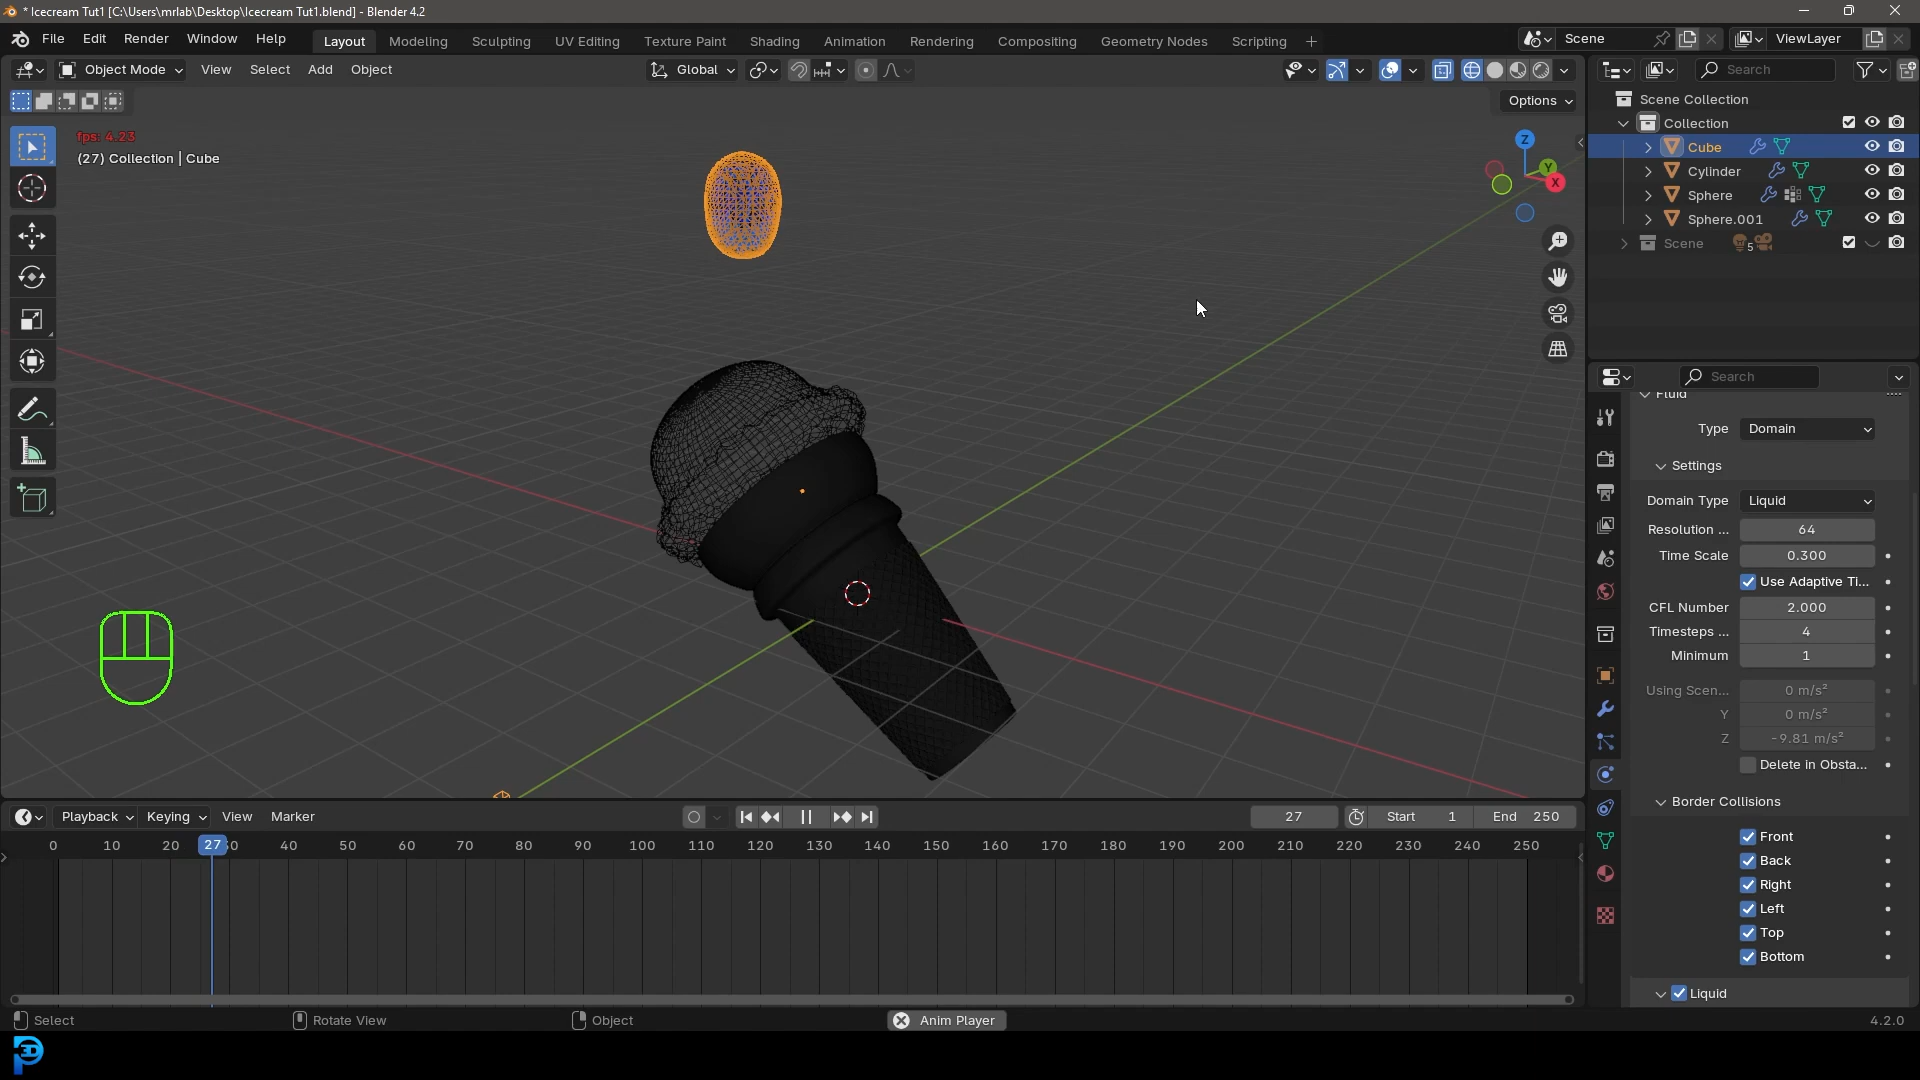 * Icecream Tut1 [C:\Users\mrlab\Desktop\Icecream Tut1.blend] - Blender 4.2
File Edit Render Window Help Layout Modeling Sculpting UV Editing Texture Paint Shading Animation Rendering Compositing Geometry Nodes Scripting + Scene ViewLayer
Object Mode View Select Add Object Global Search
Options
Scene Collection
Collection
fps: 4.23
(27) Collection | Cube
Z
Y
X
Cube
Cylinder
Sphere
Sphere.001
Scene 5
Search
Fluid
Type Domain
Settings
Domain Type Liquid
Resolution ... 64
Time Scale 0.300
Use Adaptive Ti...
CFL Number 2.000
Timesteps ... 4
Minimum 1
Using Scen... 0 m/s²
Y 0 m/s²
Z -9.81 m/s²
Delete in Obsta...
Border Collisions
Front
Back
Right
Left
Top
Bottom
Liquid
Playback Keying View Marker 27 Start 1 End 250
0 10 20 27 40 50 60 70 80 90 100 110 120 130 140 150 160 170 180 190 200 210 220 230 240 250
Select Rotate View Object Anim Player 4.2.0